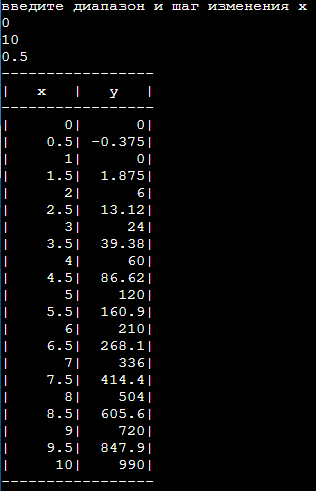 введите диапазон и шаг изменения x
0
10
0.5
------------------
|   x   |   y   |
------------------
|      0|      0|
|    0.5| -0.375|
|      1|      0|
|    1.5|  1.875|
|      2|      6|
|    2.5|  13.12|
|      3|     24|
|    3.5|  39.38|
|      4|     60|
|    4.5|  86.62|
|      5|    120|
|    5.5|  160.9|
|      6|    210|
|    6.5|  268.1|
|      7|    336|
|    7.5|  414.4|
|      8|    504|
|    8.5|  605.6|
|      9|    720|
|    9.5|  847.9|
|     10|    990|
------------------